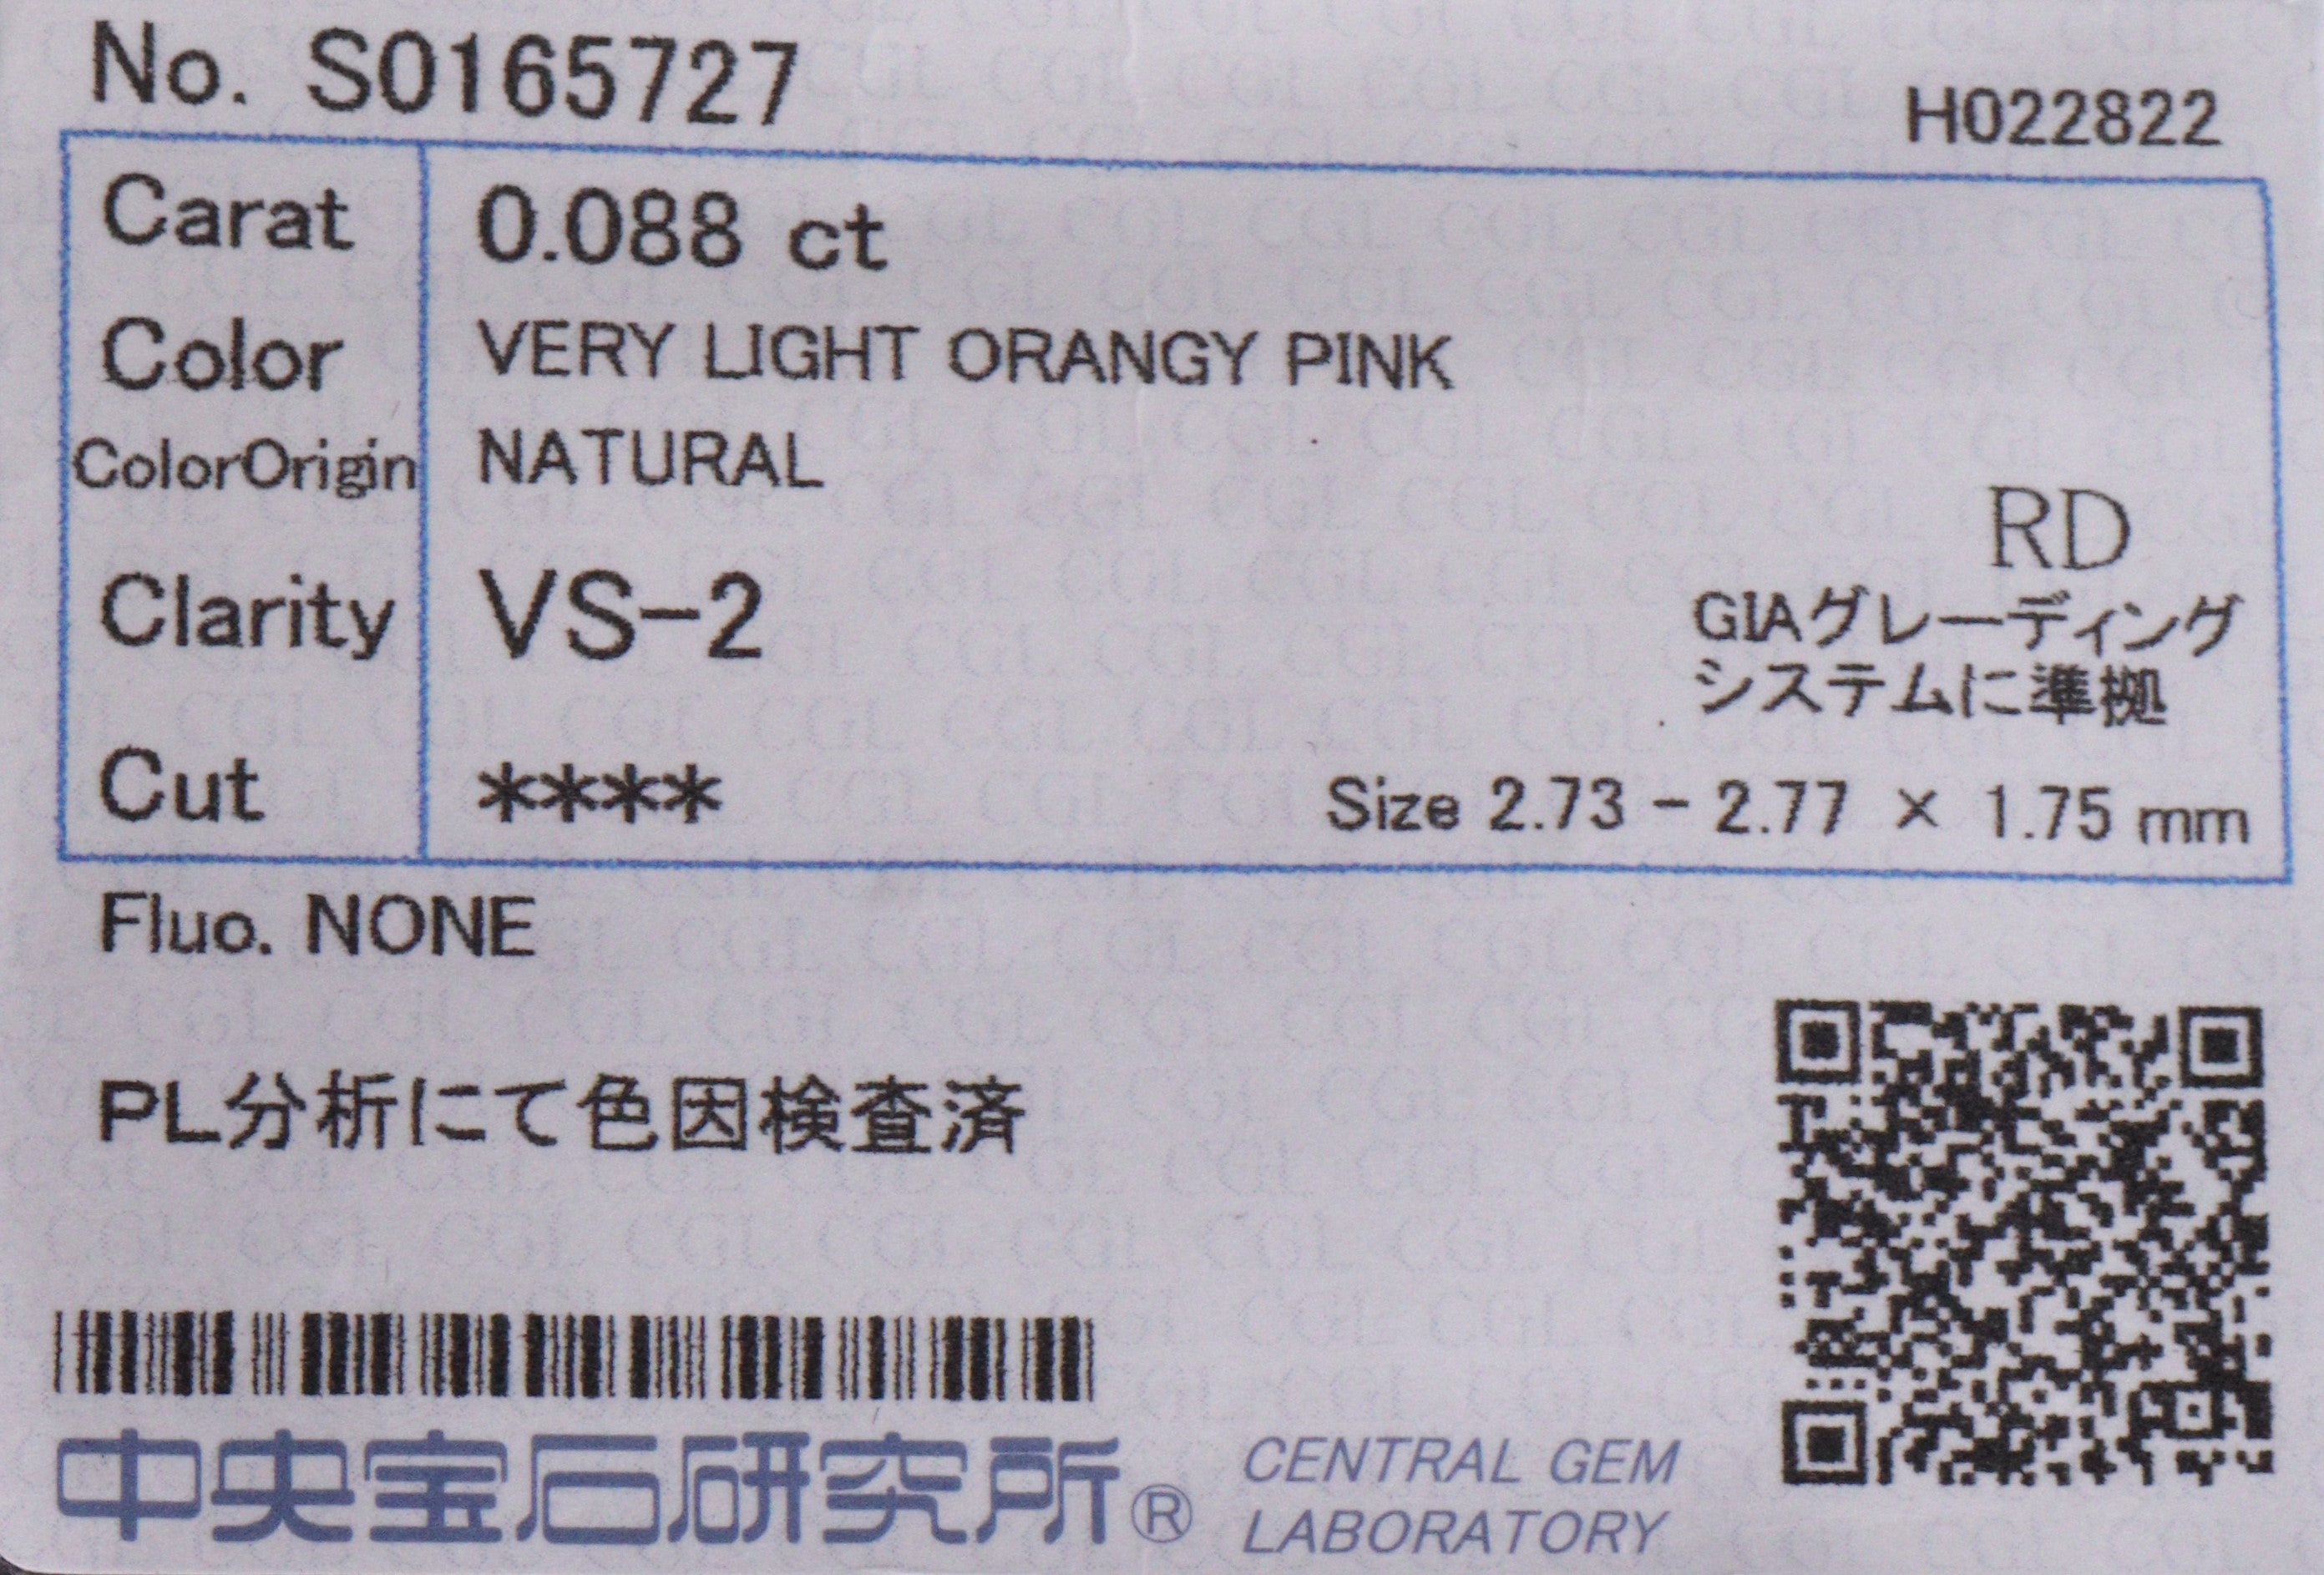 No. S0165727
H022822
Carat 0.088 ct
Color VERY LIGHT ORANGY PINK
ColorOrigin NATURAL
RD
Clarity VS-2
GIAグレーディング
システムに準拠
Cut ****
Size 2.73 - 2.77 × 1.75 mm
Fluo. NONE
PL分析にて色因検査済
中央宝石研究所®
CENTRAL GEM
LABORATORY